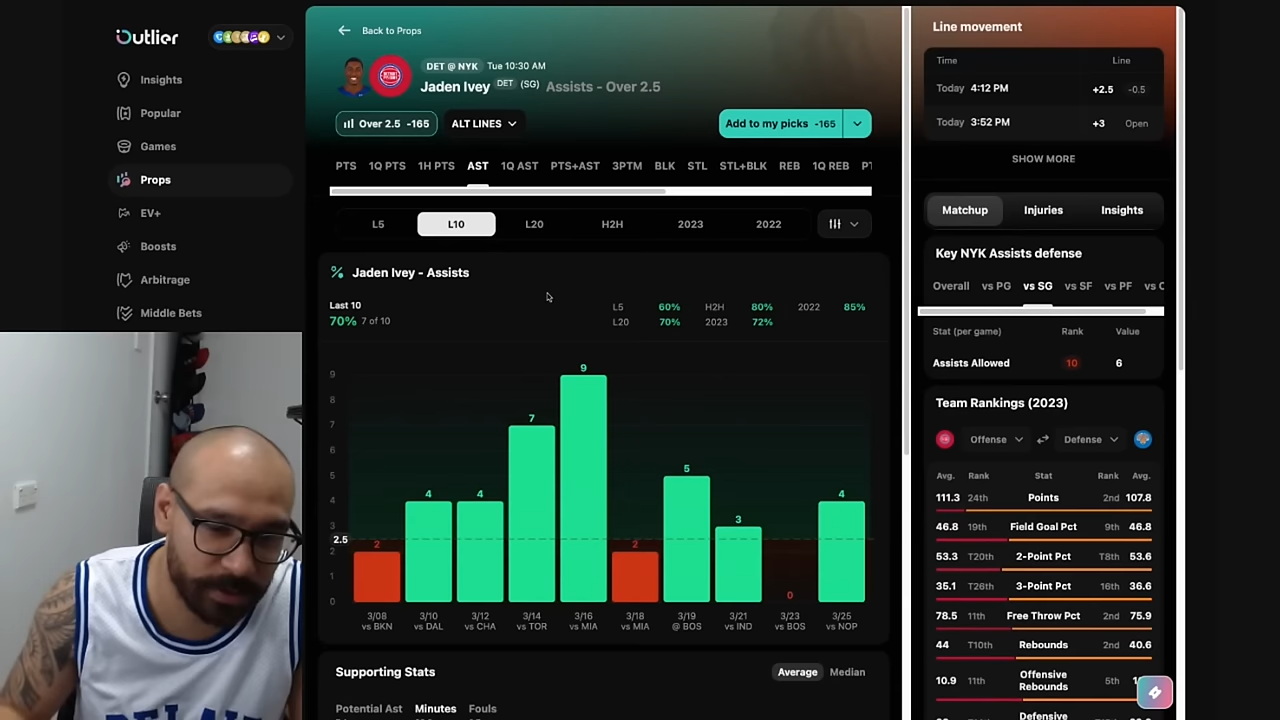 Outlier
Insights
Popular
Games
Props
EV+
Boosts
Arbitrage
Middle Bets
Back to Props
DET @ NYK Tue 10:30 AM
Jaden Ivey DET (SG) Assists - Over 2.5
Over 2.5 -165 ALT LINES
Add to my picks -165
PTS 1Q PTS 1H PTS AST 1Q AST PTS+AST 3PTM BLK STL STL+BLK REB 1Q REB
L5 L10 L20 H2H 2023 2022
Jaden Ivey - Assists
Last 10
70% 7 of 10
L5 60% H2H 80% 2022 85%
L20 70% 2023 72%
9
8
7
6
5
4
3
2.5
2
1
0
2 4 4 7 9 2 5 3 0 4
3/08 3/10 3/12 3/14 3/16 3/18 3/19 3/21 3/23 3/25
vs BKN vs DAL vs CHA vs TOR vs MIA vs MIA @ BOS vs IND vs BOS vs NOP
Supporting Stats
Average Median
Potential Ast Minutes Fouls
Line movement
Time Line
Today 4:12 PM +2.5 -0.5
Today 3:52 PM +3 Open
SHOW MORE
Matchup Injuries Insights
Key NYK Assists defense
Overall vs PG vs SG vs SF vs PF vs C
Stat (per game) Rank Value
Assists Allowed 10 6
Team Rankings (2023)
Offense Defense
Avg. Rank Stat Rank Avg.
111.3 24th Points 2nd 107.8
46.8 19th Field Goal Pct 9th 46.8
53.3 T20th 2-Point Pct T8th 53.6
35.1 T26th 3-Point Pct 16th 36.6
78.5 11th Free Throw Pct 2nd 75.9
44 T10th Rebounds 2nd 40.6
10.9 11th Offensive Rebounds 5th
Defensive